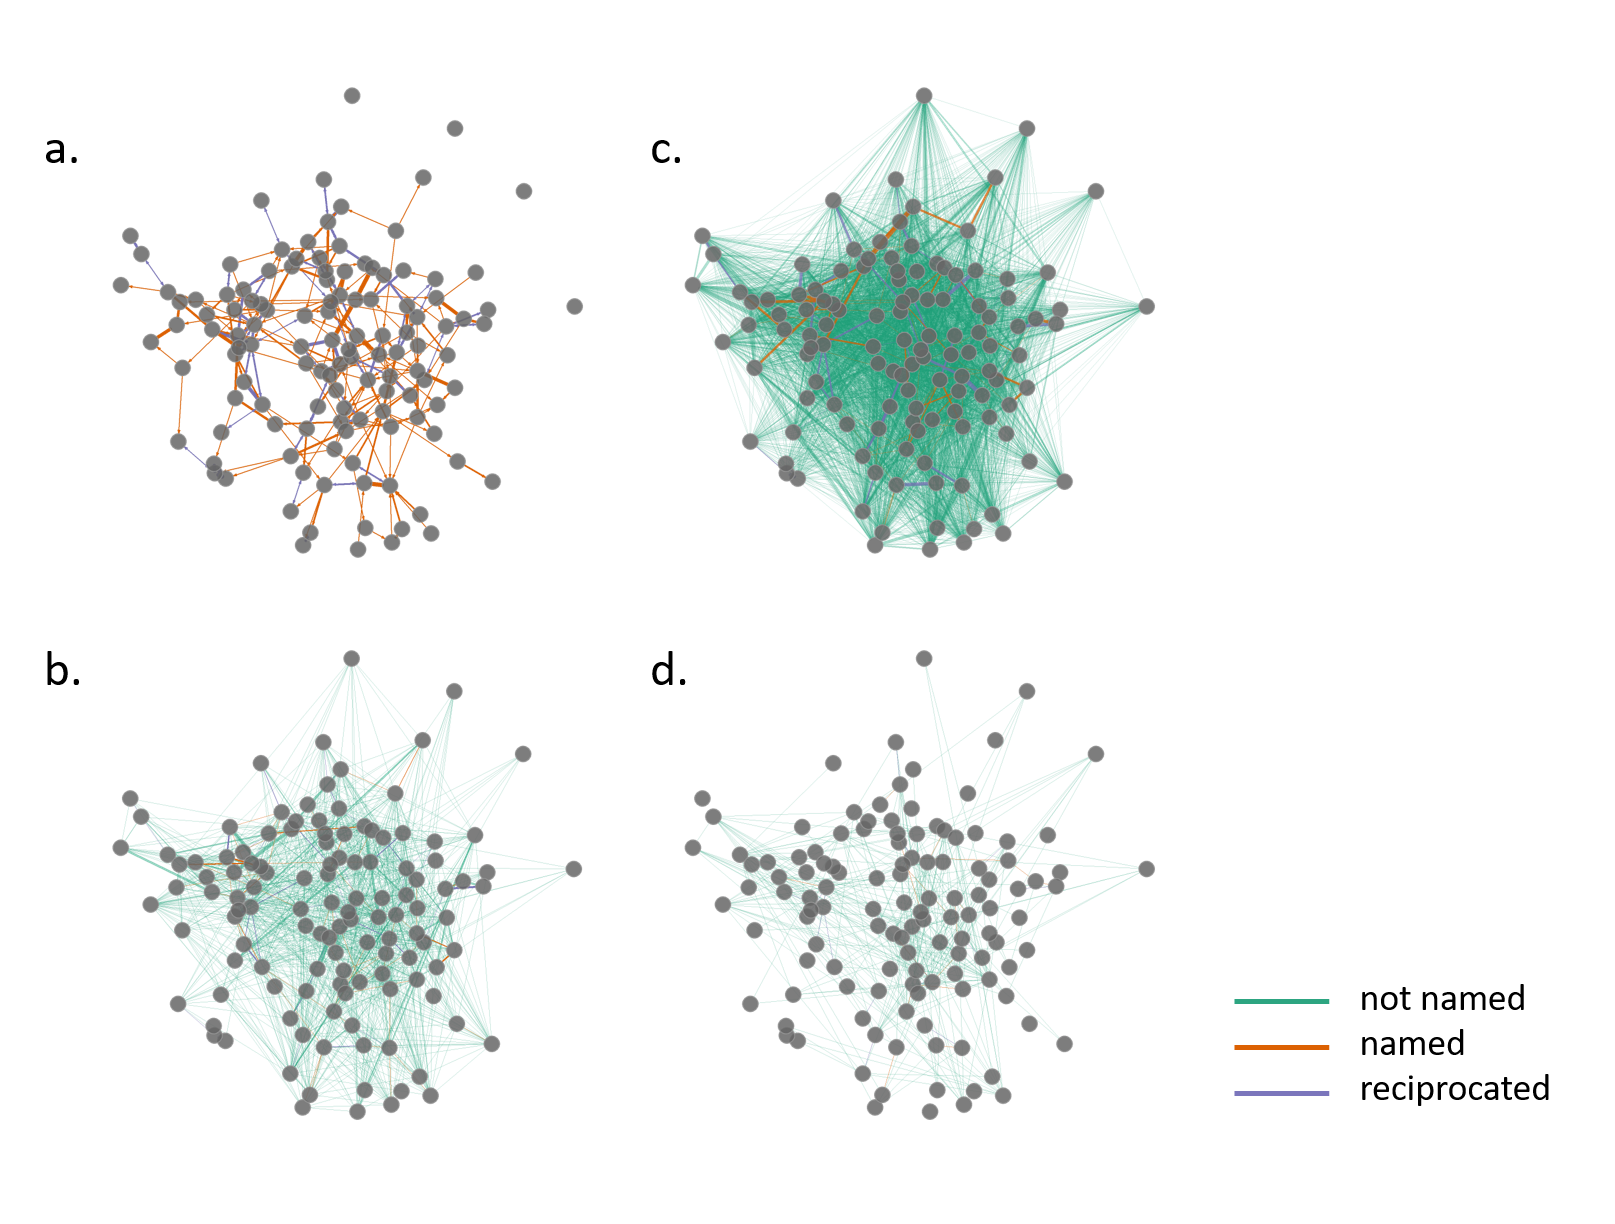 a.
c.
b.
d.
not named
named
reciprocated